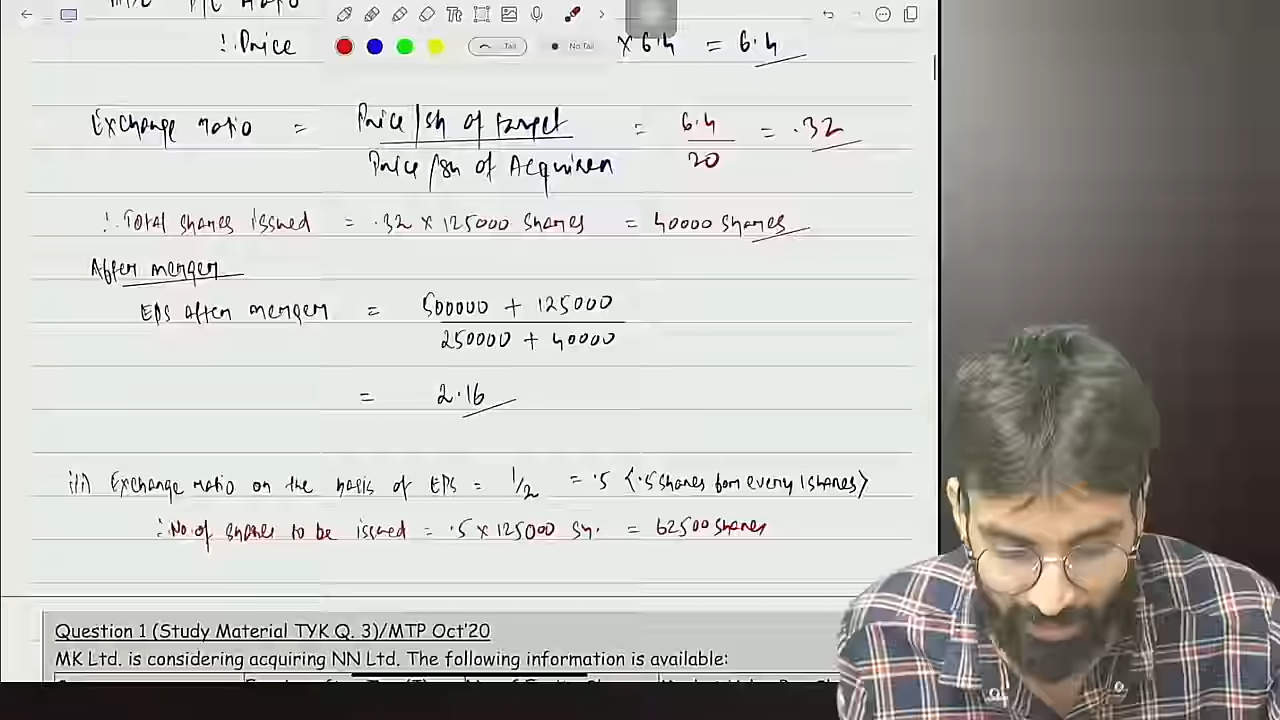 ∴ Price × 6.4 = 6.4
Tail
No Tail
Exchange ratio = Price/sh of target / Price/sh of Acquirer = 6.4 / 20 = .32
∴ Total shares issued = .32 × 125000 shares = 40000 shares
After merger
EPS after merger = 500000 + 125000 / 250000 + 40000
= 2.16
iii) Exchange ratio on the basis of EPS = 1/2 = .5 {.5 shares for every 1 shares}
∴ No. of shares to be issued = .5 × 125000 sh. = 62500 shares
Question 1 (Study Material TYK Q. 3)/MTP Oct'20
MK Ltd. is considering acquiring NN Ltd. The following information is available: